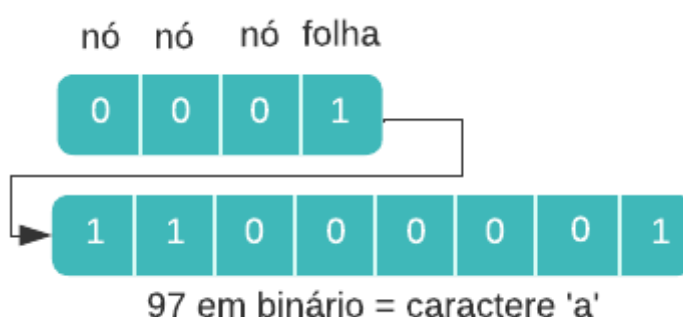 nó nó nó folha
0 0 0 1
1 1 0 0 0 0 0 1
97 em binário = caractere 'a'